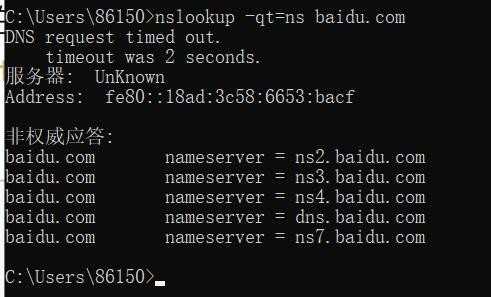 C:\Users\86150>nslookup -qt=ns baidu.com
DNS request timed out.
    timeout was 2 seconds.
服务器:  UnKnown
Address:  fe80::18ad:3c58:6653:bacf

非权威应答:
baidu.com       nameserver = ns2.baidu.com
baidu.com       nameserver = ns3.baidu.com
baidu.com       nameserver = ns4.baidu.com
baidu.com       nameserver = dns.baidu.com
baidu.com       nameserver = ns7.baidu.com

C:\Users\86150>